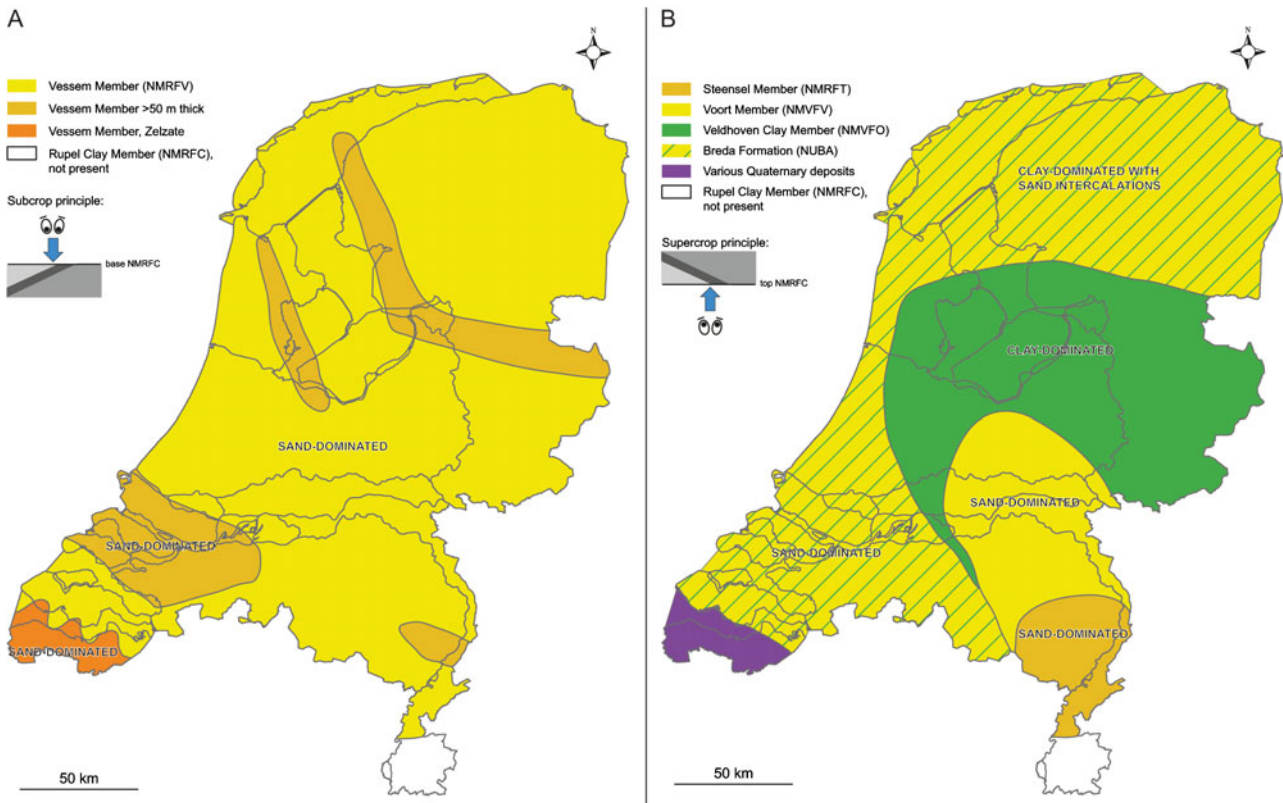 A
N
Vessem Member (NMRFV)
Vessem Member >50 m thick
Vessem Member, Zelzate
Rupel Clay Member (NMRFC),
not present
Subcrop principle:
base NMRFC
SAND-DOMINATED
SAND-DOMINATED
SAND-DOMINATED
50 km
B
N
Steensel Member (NMRFT)
Voort Member (NMVFV)
Veldhoven Clay Member (NMVFO)
Breda Formation (NUBA)
Various Quaternary deposits
Rupel Clay Member (NMRFC),
not present
Supercrop principle:
top NMRFC
CLAY-DOMINATED WITH
SAND INTERCALATIONS
CLAY-DOMINATED
SAND-DOMINATED
SAND-DOMINATED
SAND-DOMINATED
50 km